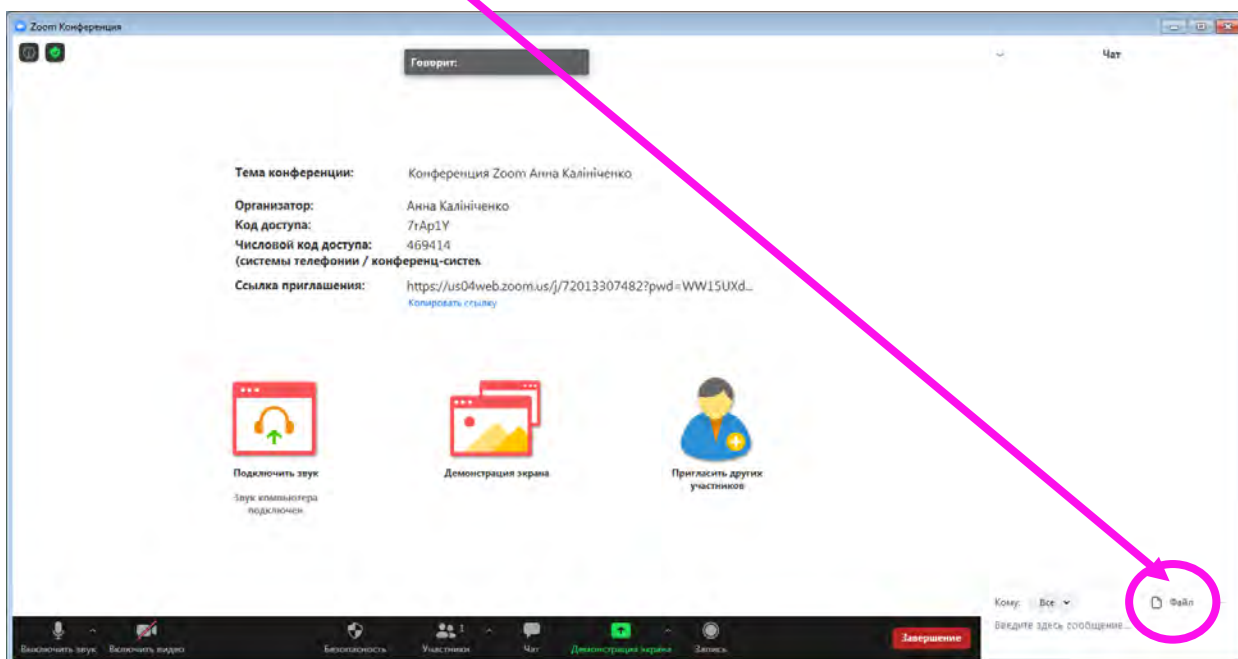 Zoom Конференция
Говорит:
Чат
Тема конференции: Конференция Zoom Анна Калініченко
Организатор: Анна Калініченко
Код доступа: 7rAp1Y
Числовой код доступа: 469414
(системы телефонии / конференц-систем
Ссылка приглашения: https://us04web.zoom.us/j/72013307482?pwd=WW15UXd...
Копировать ссылку
Подключить звук
Звук компьютера
подключен
Демонстрация экрана
Пригласить других
участников
Кому: Все
Файл
Введите здесь сообщение...
Выключить звук Включить видео Безопасность Участники 1 Чат Демонстрация экрана Запись Завершение